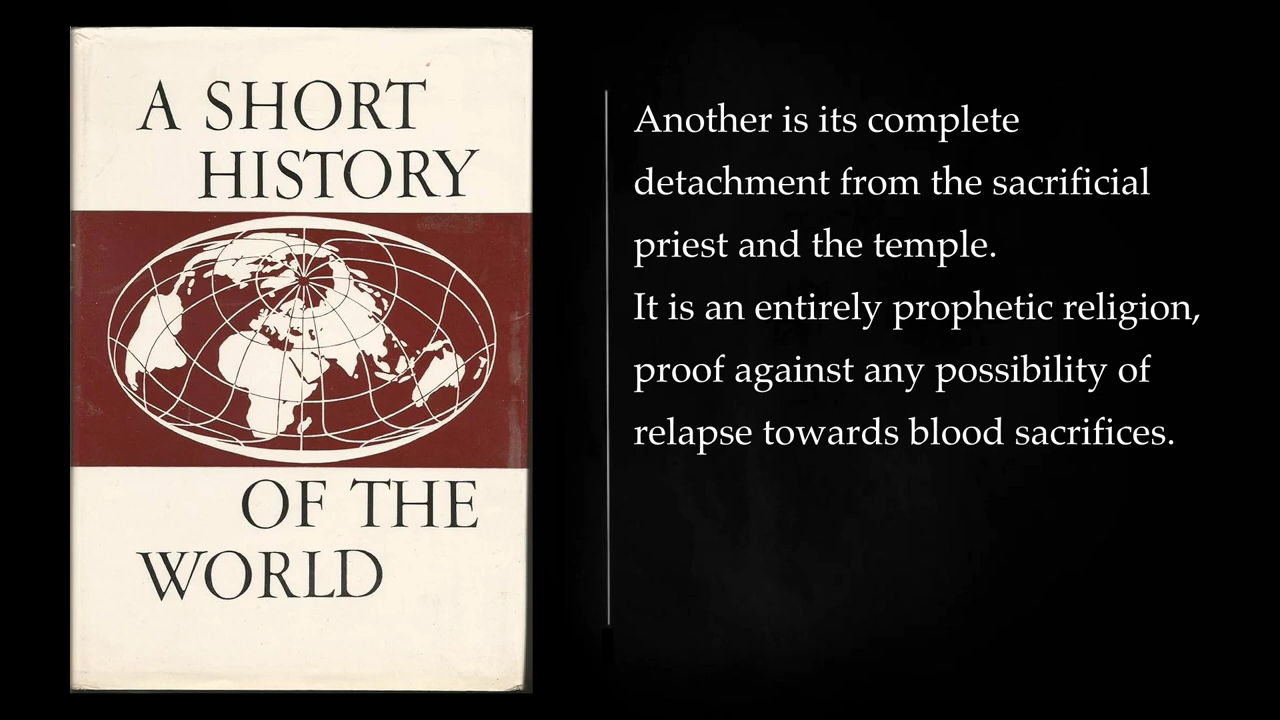 A SHORT
HISTORY
OF THE
WORLD
Another is its complete
detachment from the sacrificial
priest and the temple.
It is an entirely prophetic religion,
proof against any possibility of
relapse towards blood sacrifices.